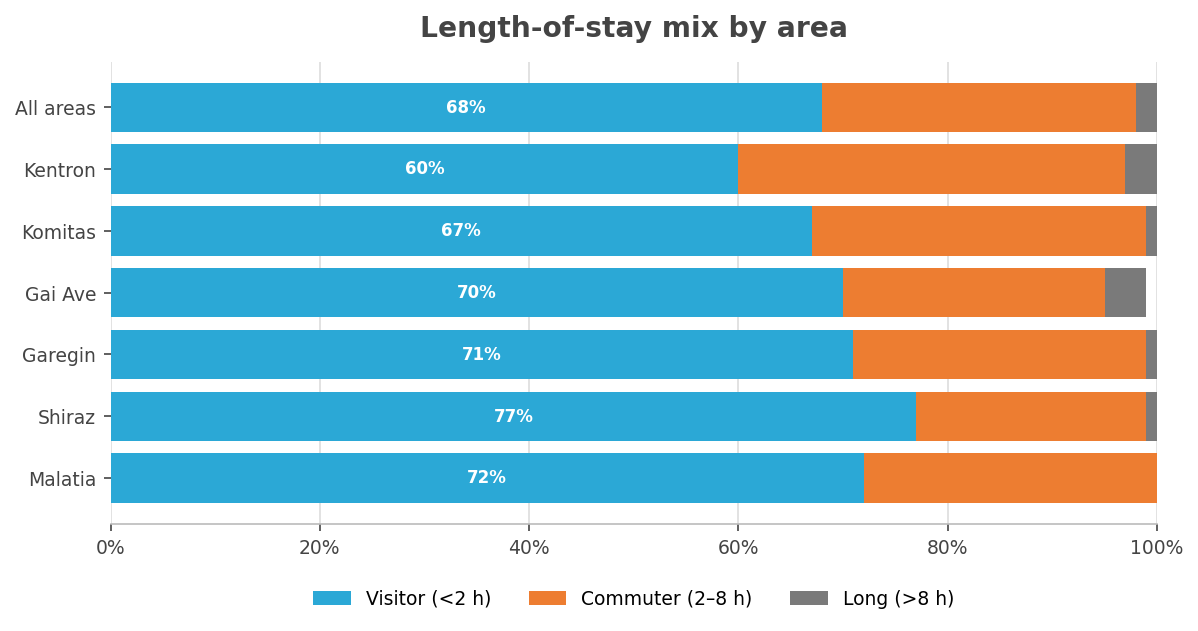 Length-of-stay mix by area
All areas
68%
Kentron
60%
Komitas
67%
Gai Ave
70%
Garegin
71%
Shiraz
77%
Malatia
72%
0% 20% 40% 60% 80% 100%
Visitor (<2 h) Commuter (2–8 h) Long (>8 h)